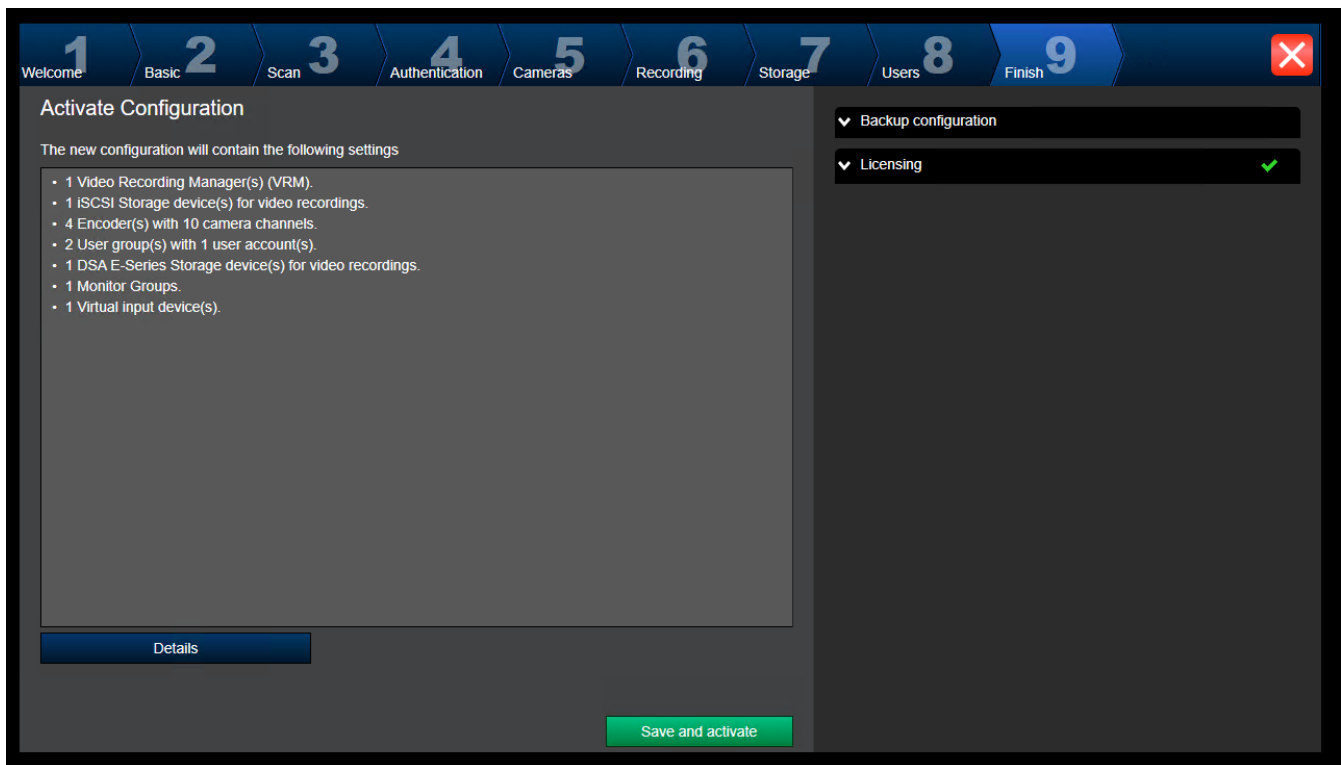 1 Welcome
2 Basic
3 Scan
4 Authentication
5 Cameras
6 Recording
7 Storage
8 Users
9 Finish
Activate Configuration
The new configuration will contain the following settings
• 1 Video Recording Manager(s) (VRM).
• 1 iSCSI Storage device(s) for video recordings.
• 4 Encoder(s) with 10 camera channels.
• 2 User group(s) with 1 user account(s).
• 1 DSA E-Series Storage device(s) for video recordings.
• 1 Monitor Groups.
• 1 Virtual input device(s).
Details
Save and activate
Backup configuration
Licensing